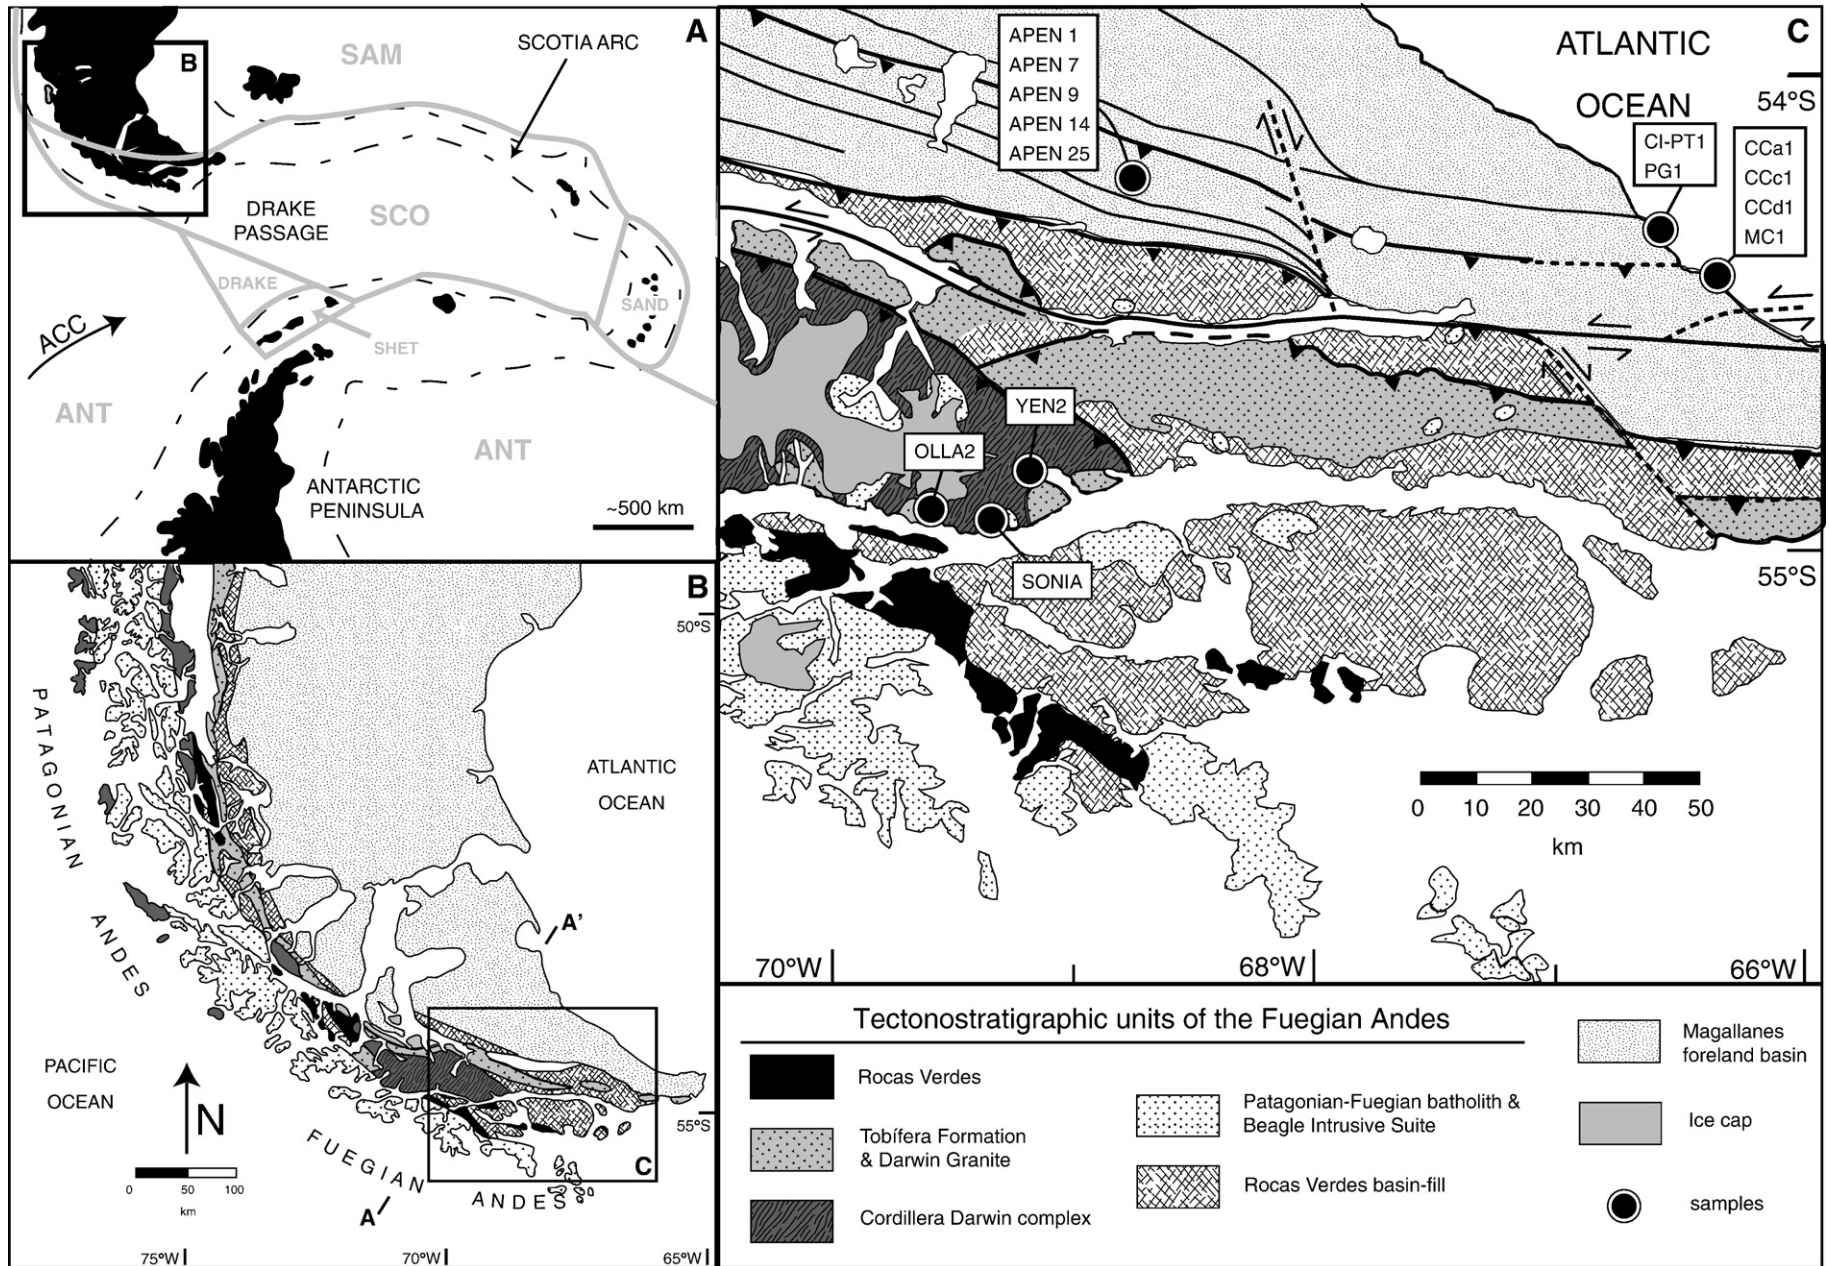 A
B
SAM
SCOTIA ARC
DRAKE
PASSAGE
SCO
DRAKE
SAND
ACC
SHET
ANT
ANT
ANTARCTIC
PENINSULA
~500 km
B
50°S
PATAGONIAN
ANDES
ATLANTIC
OCEAN
A'
PACIFIC
OCEAN
N
55°S
FUEGIAN
ANDES
C
A
0 50 100
km
75°W 70°W 65°W
C
ATLANTIC
OCEAN
54°S
APEN 1
APEN 7
APEN 9
APEN 14
APEN 25
CI-PT1
PG1
CCa1
CCc1
CCd1
MC1
YEN2
OLLA2
SONIA
55°S
0 10 20 30 40 50
km
70°W 68°W 66°W
Tectonostratigraphic units of the Fuegian Andes
Rocas Verdes
Tobífera Formation
& Darwin Granite
Cordillera Darwin complex
Patagonian-Fuegian batholith &
Beagle Intrusive Suite
Rocas Verdes basin-fill
Magallanes
foreland basin
Ice cap
samples